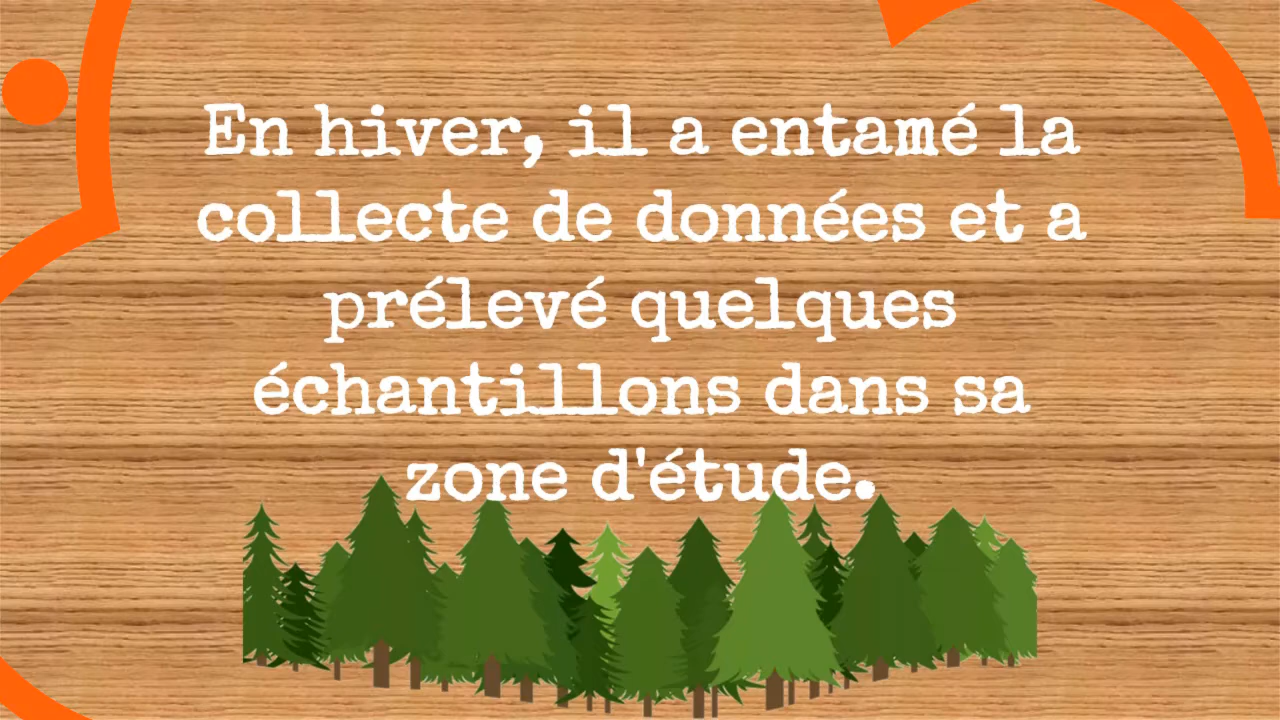 En hiver, il a entamé la
collecte de données et a
prélevé quelques
échantillons dans sa
zone d'étude.